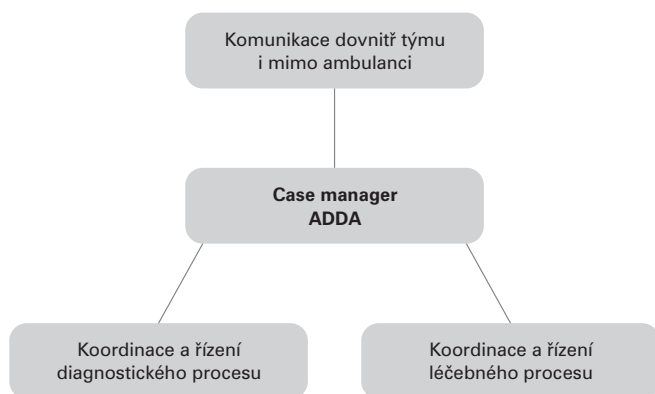 Komunikace dovnitř týmu
i mimo ambulanci
Case manager
ADDA
Koordinace a řízení
diagnostického procesu
Koordinace a řízení
léčebného procesu